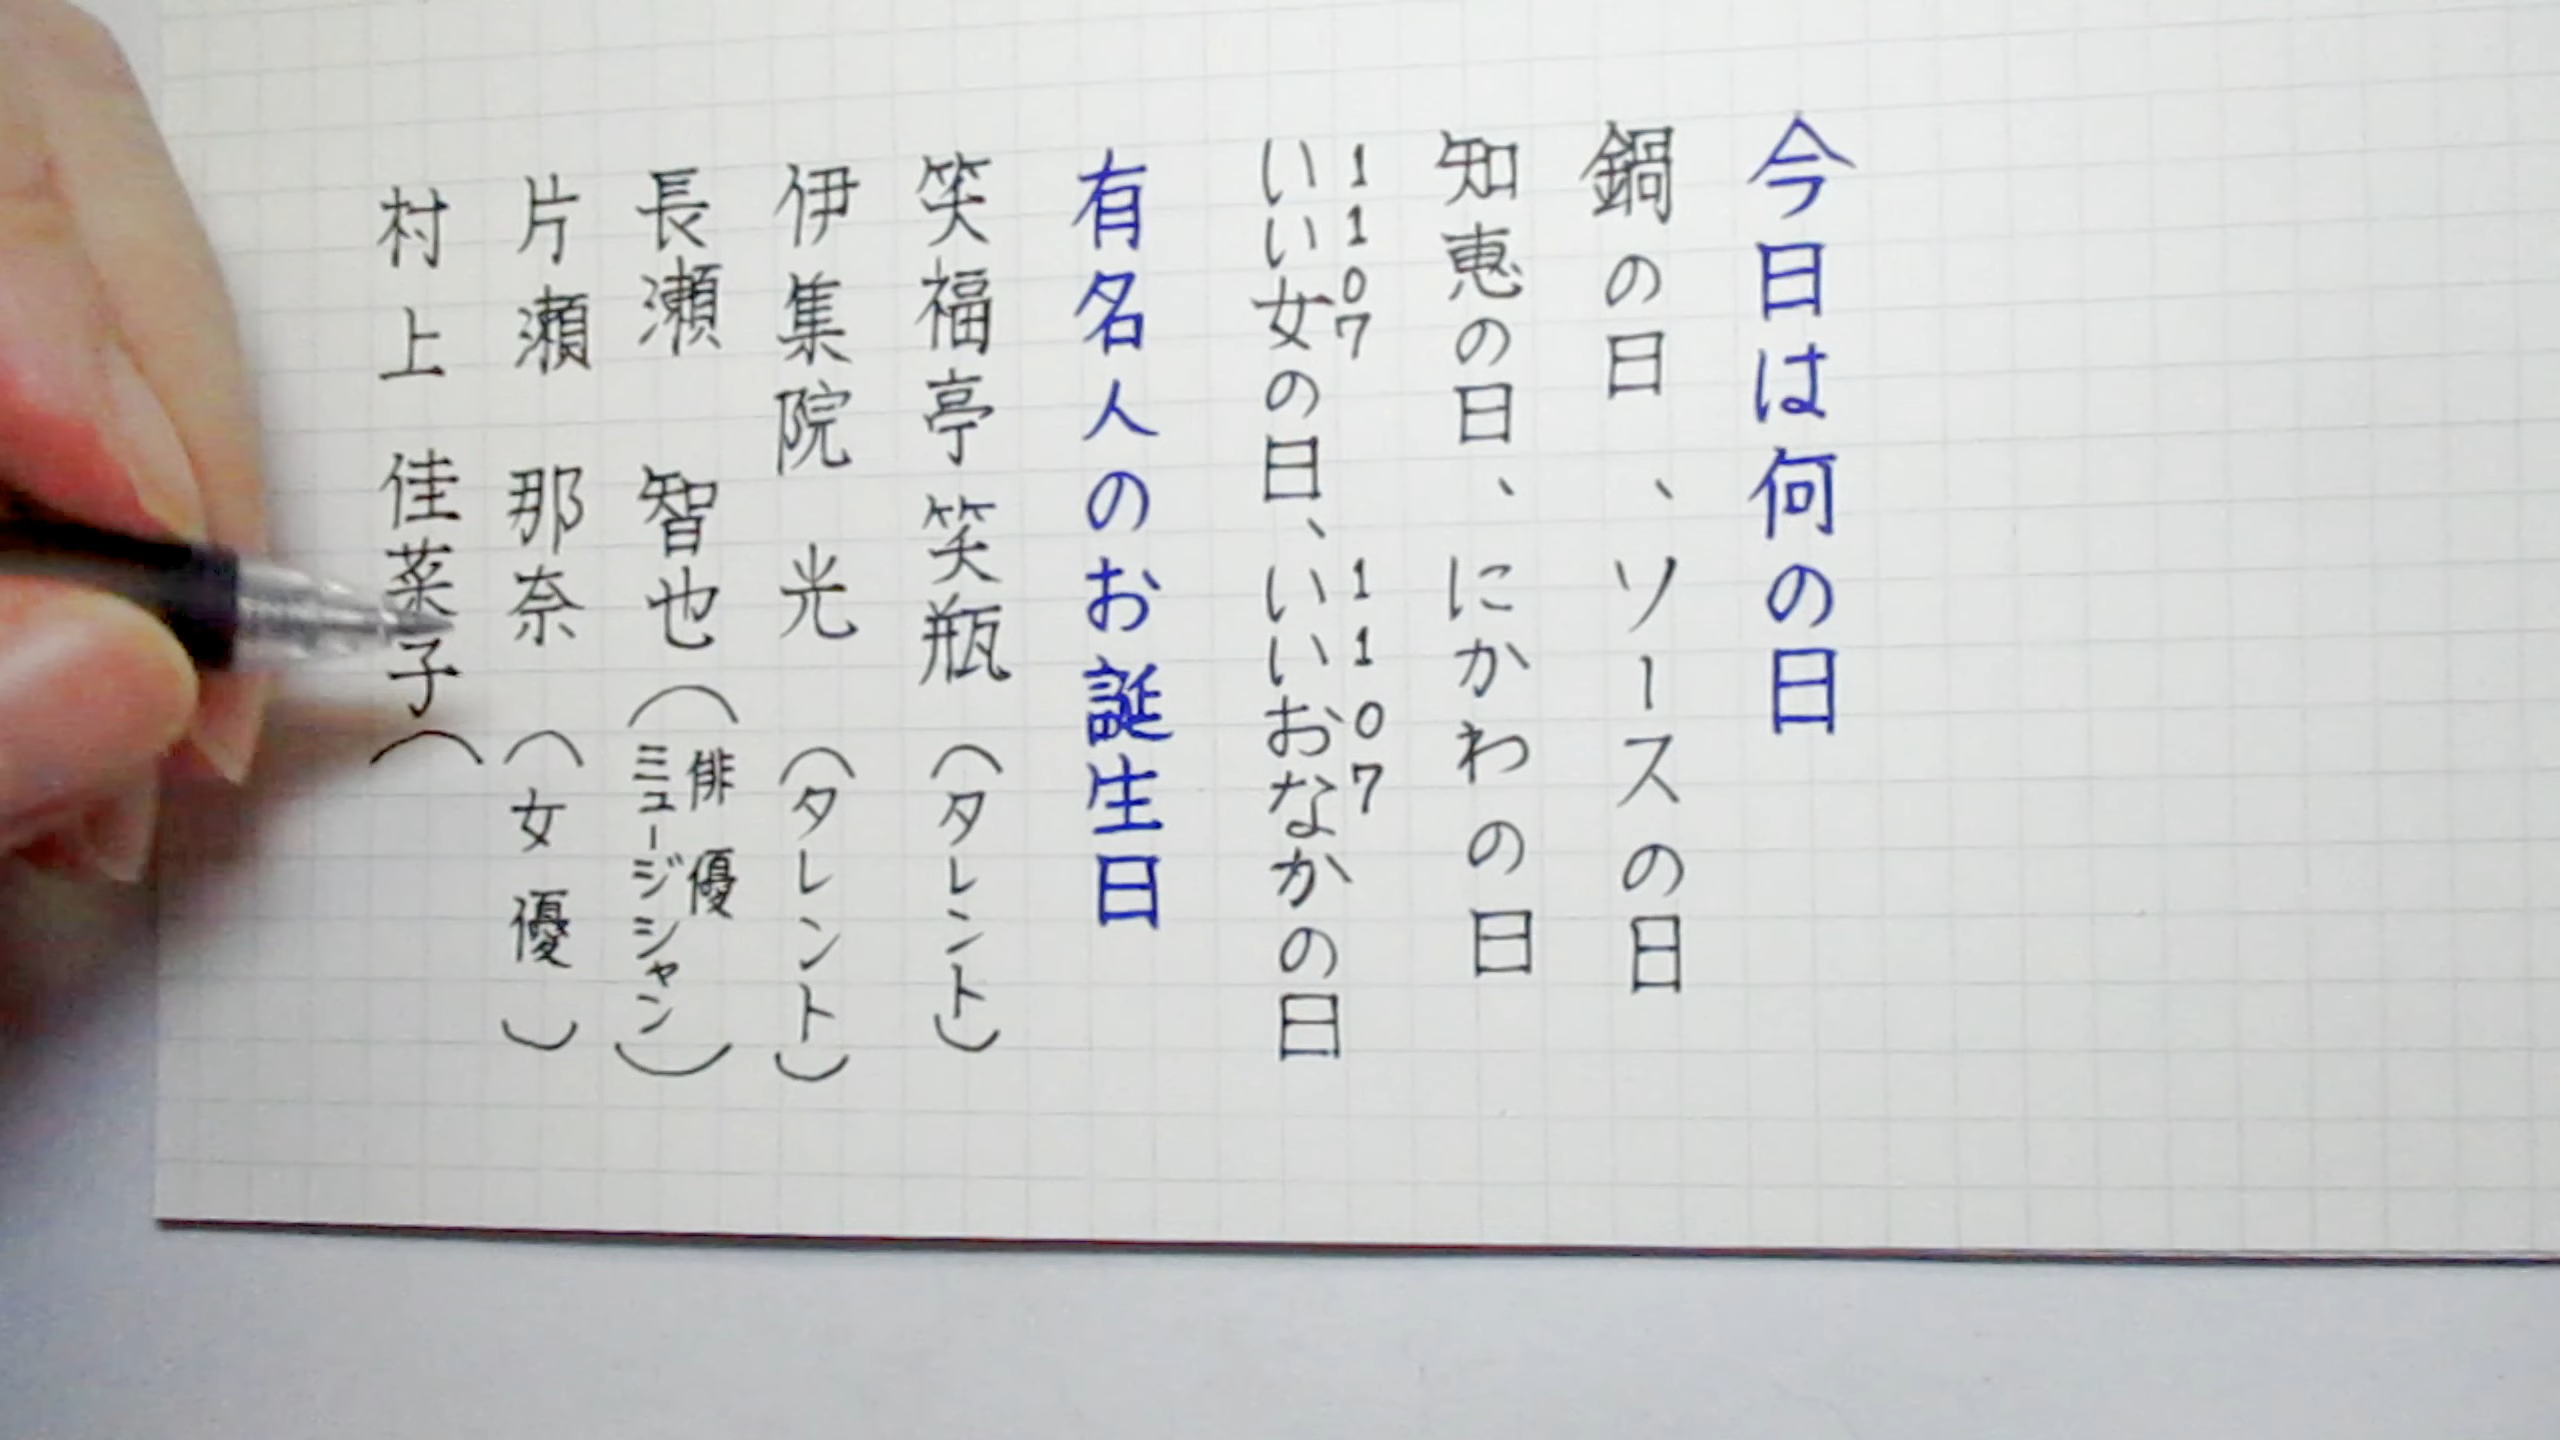 今日は何の日
鍋の日、ソースの日
知恵の日、にかわの日
1107 1107
いい女の日、いいおなかの日
有名人のお誕生日
笑福亭 笑瓶 (タレント)
伊集院 光 (タレント)
長瀬 智也 (俳優
ミュージシャン)
片瀬 那奈 (女優)
村上 佳菜子 (